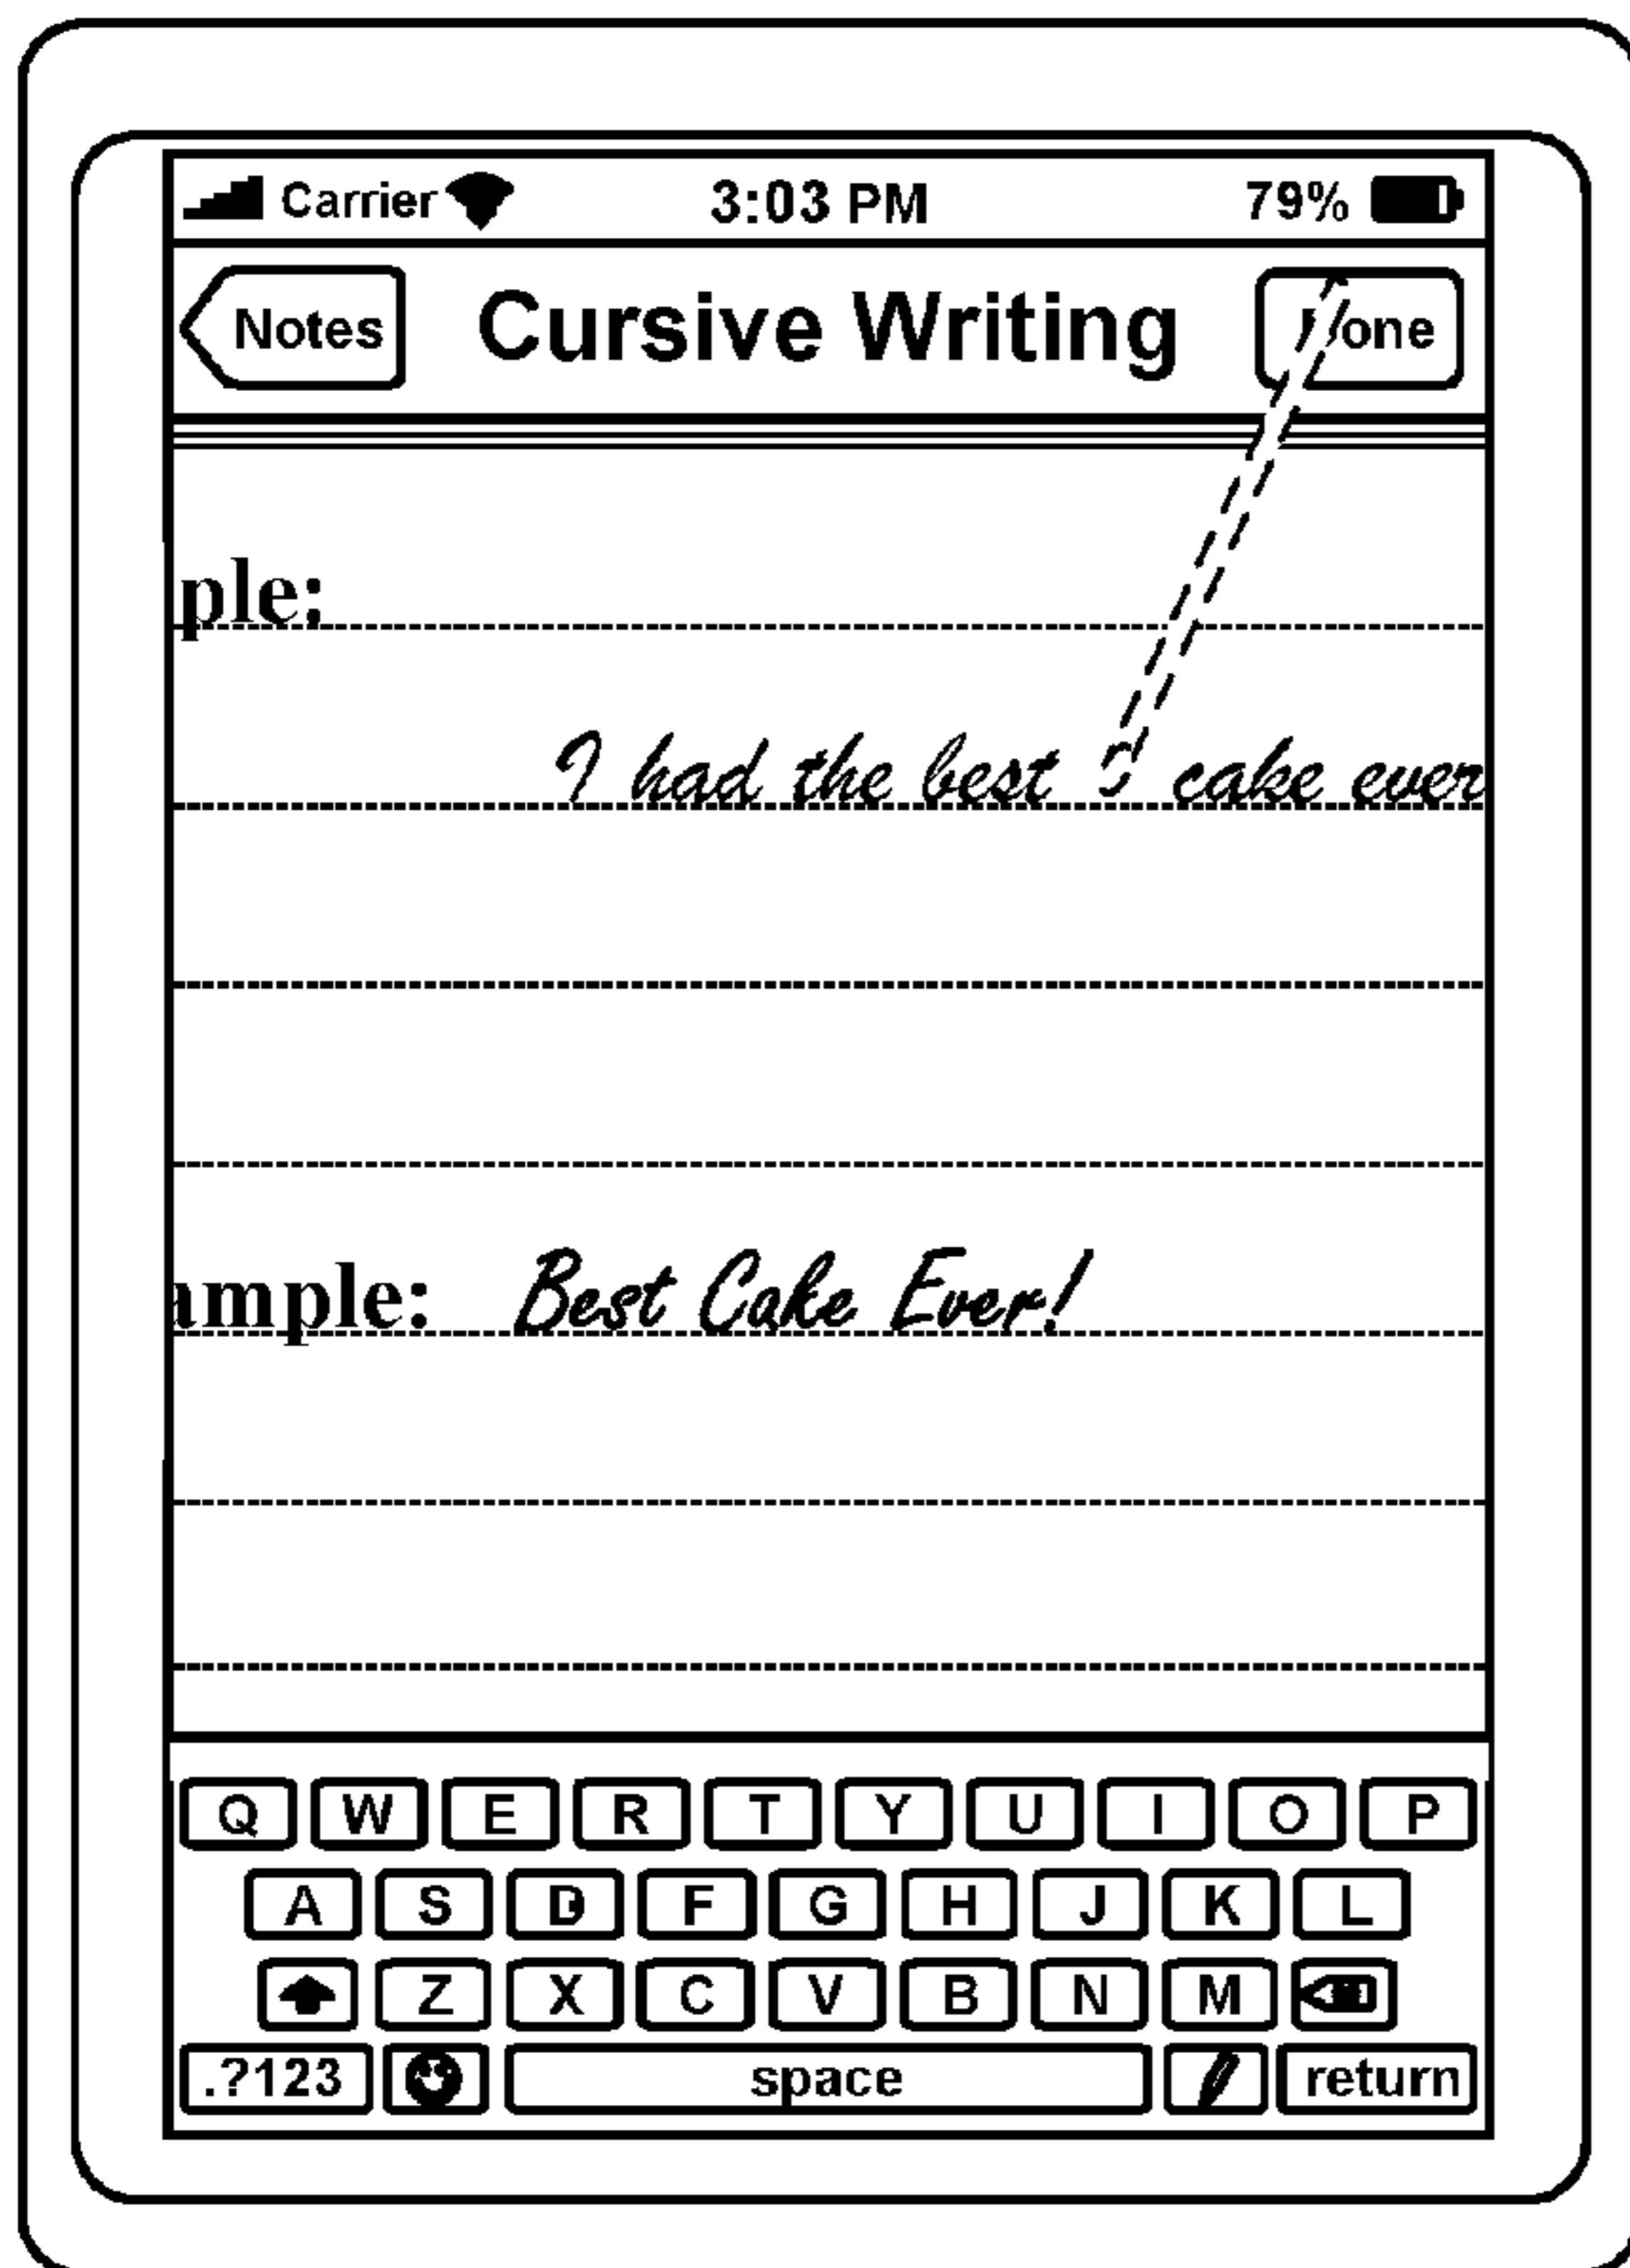 Carrier 3:03 PM 79%
Notes Cursive Writing one
ple:
I had the best cake ever
ample: Best Cake Ever!
Q W E R T Y U I O P
A S D F G H J K L
Z X C V B N M
.?123 space return